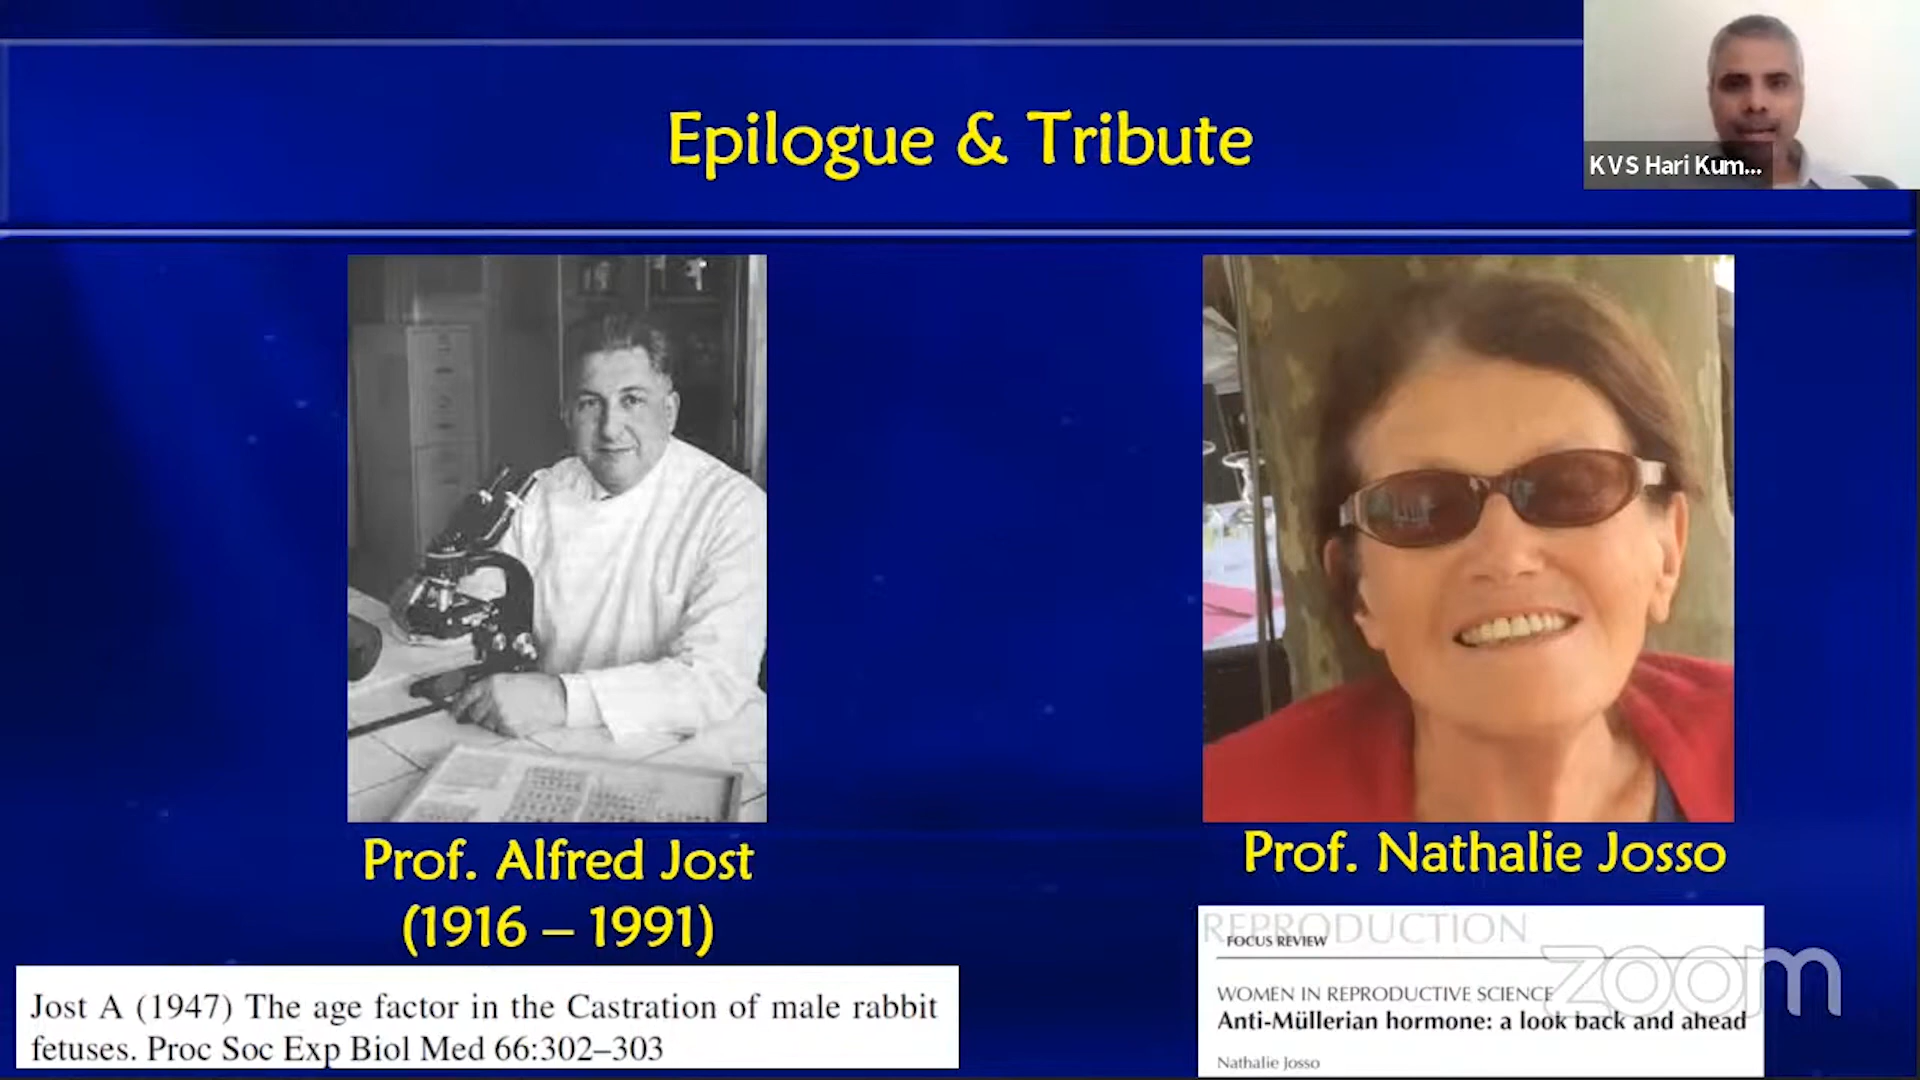 Epilogue & Tribute
KVS Hari Kum...
Prof. Alfred Jost
(1916 – 1991)
Jost A (1947) The age factor in the Castration of male rabbit
fetuses. Proc Soc Exp Biol Med 66:302–303
Prof. Nathalie Josso
REPRODUCTION
FOCUS REVIEW
WOMEN IN REPRODUCTIVE SCIENCE
Anti-Müllerian hormone: a look back and ahead
Nathalie Josso
zoom